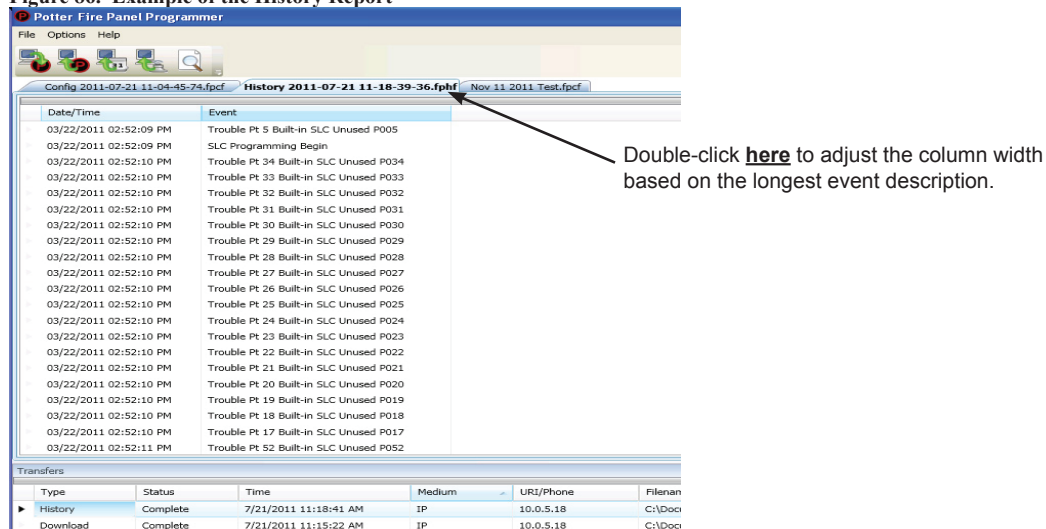 Figure 86. Example of the History Report
Potter Fire Panel Programmer
File Options Help
Config 2011-07-21 11-04-45-74.fpcf History 2011-07-21 11-18-39-36.fphf Nov 11 2011 Test.fpcf
Date/Time Event
03/22/2011 02:52:09 PM Trouble Pt 5 Built-in SLC Unused P005
03/22/2011 02:52:09 PM SLC Programming Begin
Double-click here to adjust the column width
based on the longest event description.
03/22/2011 02:52:10 PM Trouble Pt 34 Built-in SLC Unused P034
03/22/2011 02:52:10 PM Trouble Pt 33 Built-in SLC Unused P033
03/22/2011 02:52:10 PM Trouble Pt 32 Built-in SLC Unused P032
03/22/2011 02:52:10 PM Trouble Pt 31 Built-in SLC Unused P031
03/22/2011 02:52:10 PM Trouble Pt 30 Built-in SLC Unused P030
03/22/2011 02:52:10 PM Trouble Pt 29 Built-in SLC Unused P029
03/22/2011 02:52:10 PM Trouble Pt 28 Built-in SLC Unused P028
03/22/2011 02:52:10 PM Trouble Pt 27 Built-in SLC Unused P027
03/22/2011 02:52:10 PM Trouble Pt 26 Built-in SLC Unused P026
03/22/2011 02:52:10 PM Trouble Pt 25 Built-in SLC Unused P025
03/22/2011 02:52:10 PM Trouble Pt 24 Built-in SLC Unused P024
03/22/2011 02:52:10 PM Trouble Pt 23 Built-in SLC Unused P023
03/22/2011 02:52:10 PM Trouble Pt 22 Built-in SLC Unused P022
03/22/2011 02:52:10 PM Trouble Pt 21 Built-in SLC Unused P021
03/22/2011 02:52:10 PM Trouble Pt 20 Built-in SLC Unused P020
03/22/2011 02:52:10 PM Trouble Pt 19 Built-in SLC Unused P019
03/22/2011 02:52:10 PM Trouble Pt 18 Built-in SLC Unused P018
03/22/2011 02:52:10 PM Trouble Pt 17 Built-in SLC Unused P017
03/22/2011 02:52:11 PM Trouble Pt 52 Built-in SLC Unused P052
Transfers
Type Status Time Medium URI/Phone Filenam
History Complete 7/21/2011 11:18:41 AM IP 10.0.5.18 C:\Docu
Download Complete 7/21/2011 11:15:22 AM IP 10.0.5.18 C:\Docu